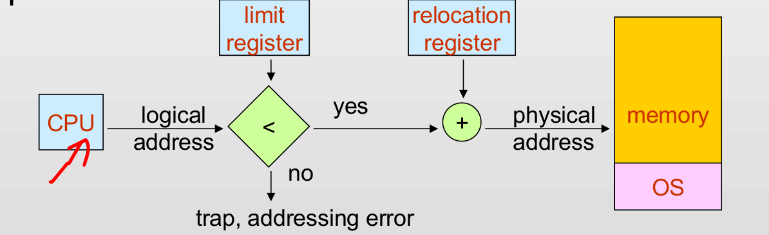 limit
register
relocation
register
CPU
logical
address
<
yes
+
physical
address
memory
no
OS
trap, addressing error